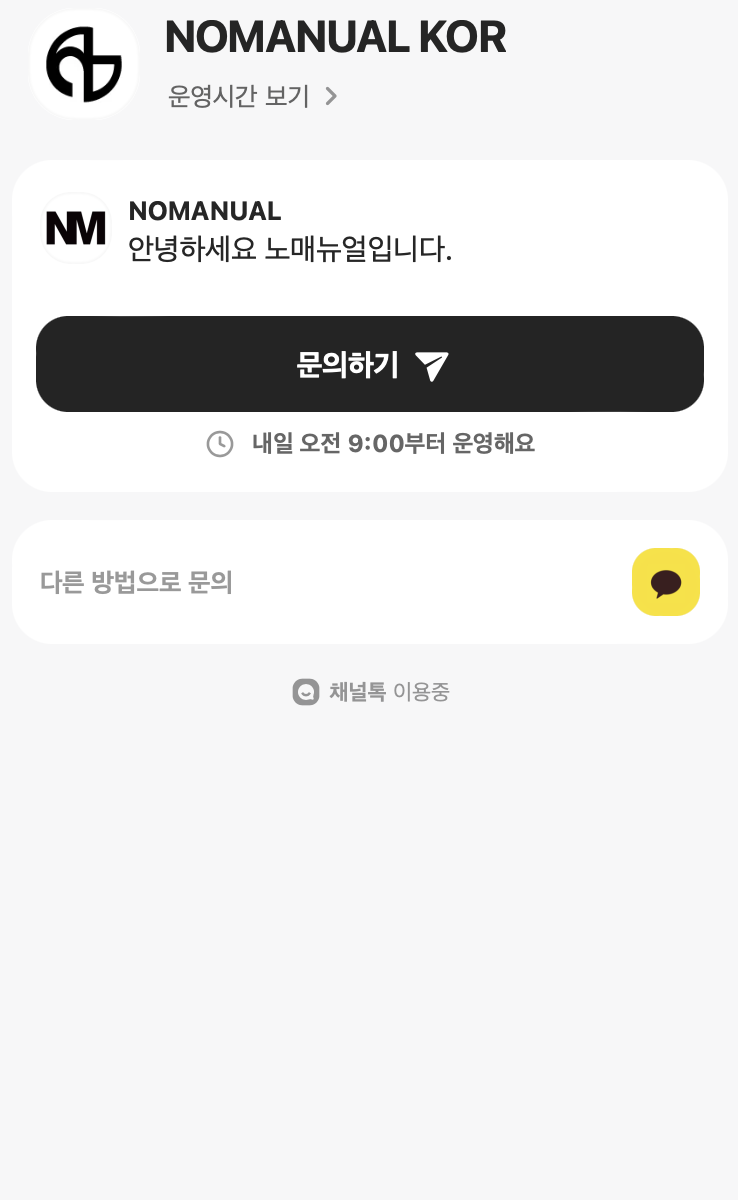 NOMANUAL KOR
운영시간 보기
NM
NOMANUAL
안녕하세요 노매뉴얼입니다.
문의하기
내일 오전 9:00부터 운영해요
다른 방법으로 문의
채널톡 이용중